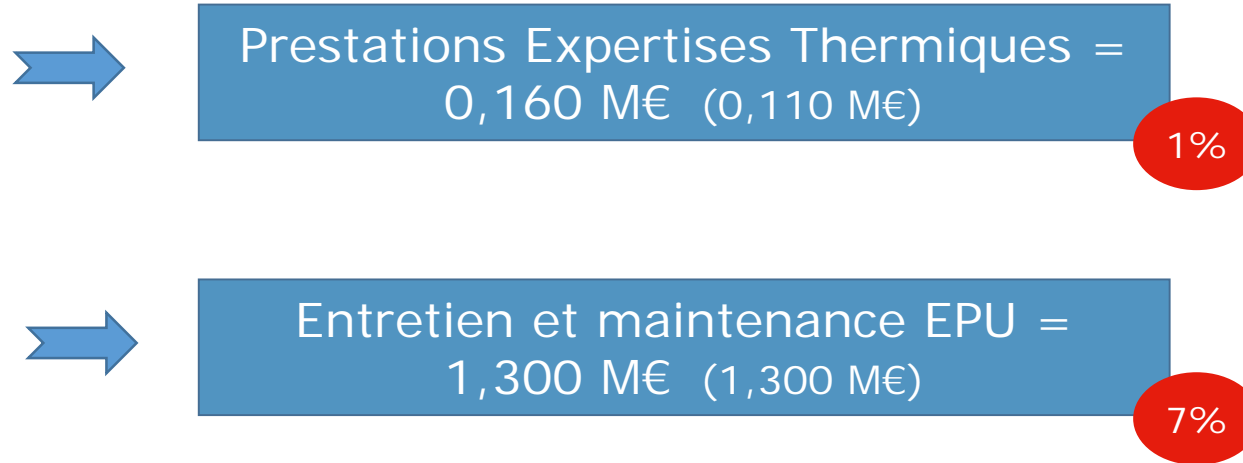 Prestations Expertises Thermiques =
0,160 M€ (0,110 M€)
1%
Entretien et maintenance EPU =
1,300 M€ (1,300 M€)
7%